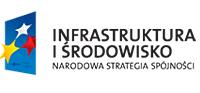 INFRASTRUKTURA
I ŚRODOWISKO
NARODOWA STRATEGIA SPÓJNOŚCI